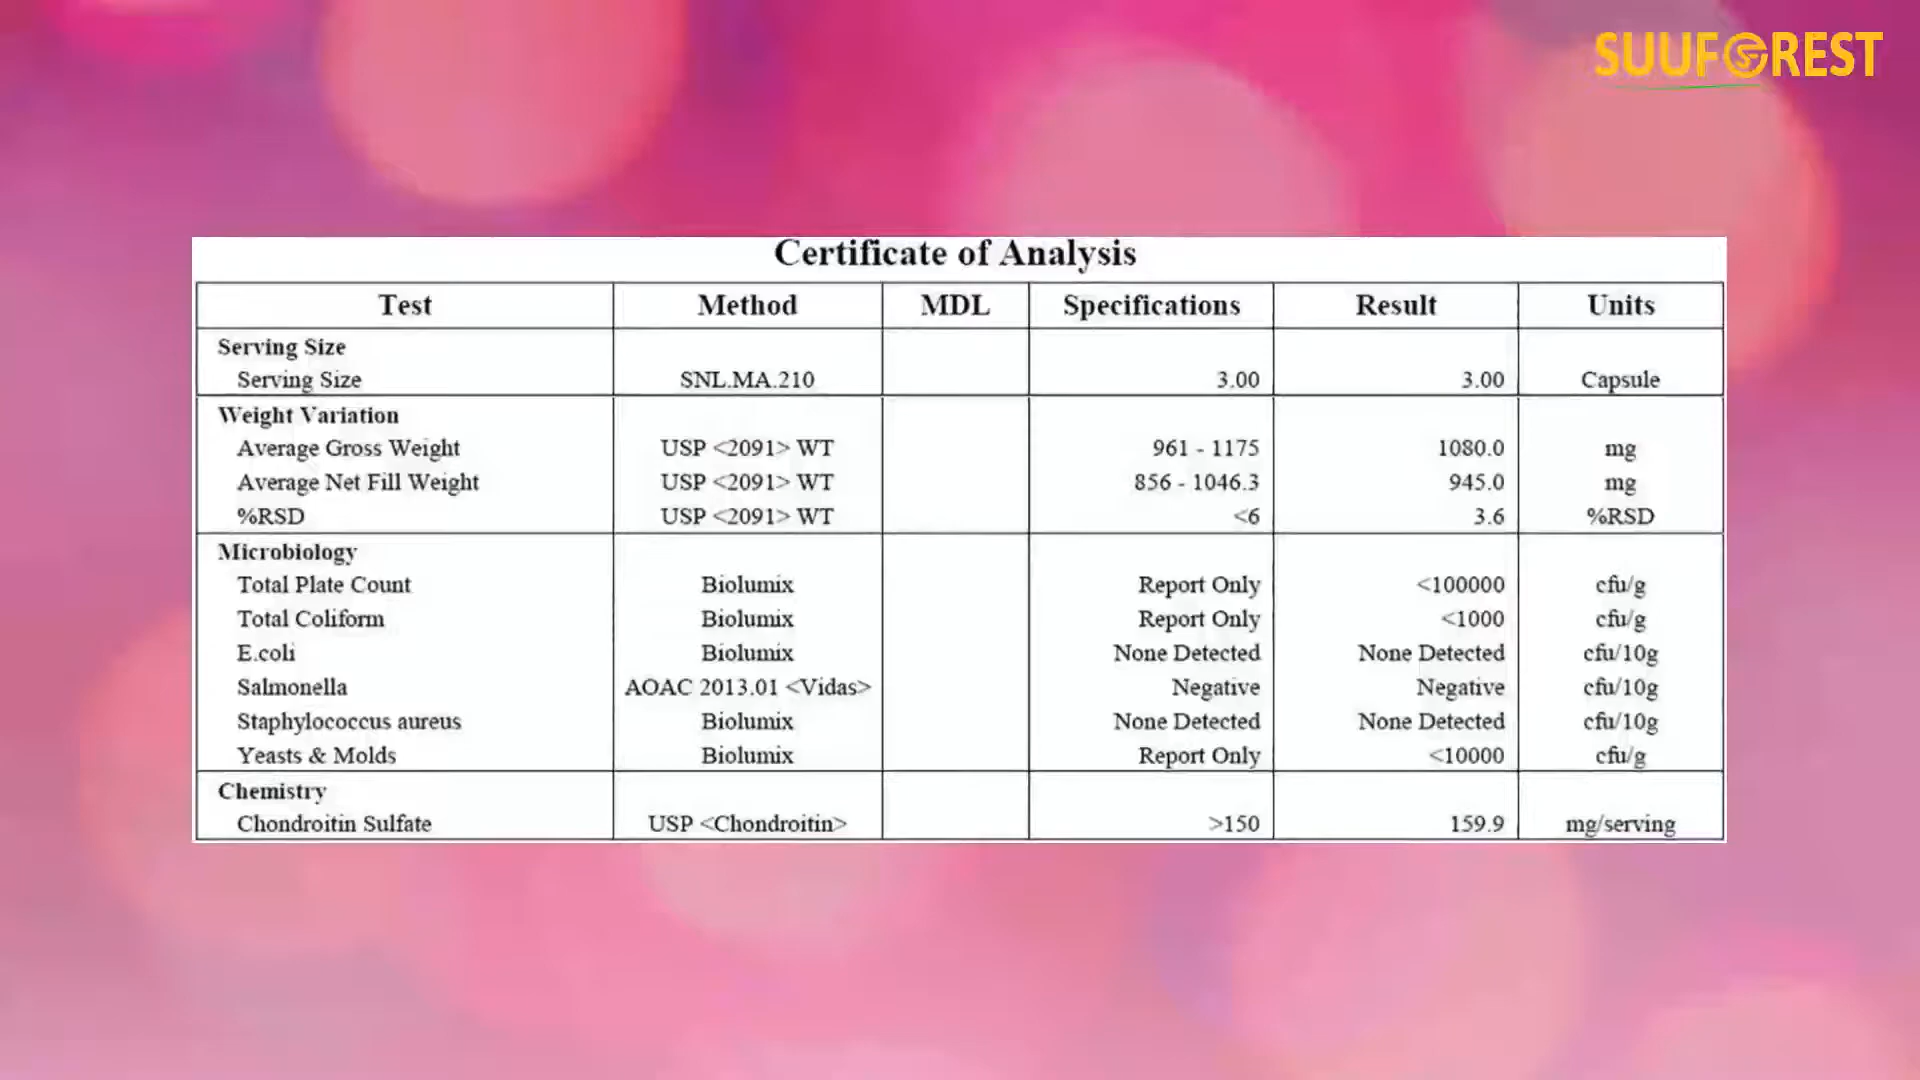 SUUFOREST
Certificate of Analysis
Test Method MDL Specifications Result Units
Serving Size
Serving Size SNL.MA.210 3.00 3.00 Capsule
Weight Variation
Average Gross Weight USP <2091> WT 961 - 1175 1080.0 mg
Average Net Fill Weight USP <2091> WT 856 - 1046.3 945.0 mg
%RSD USP <2091> WT <6 3.6 %RSD
Microbiology
Total Plate Count Biolumix Report Only <100000 cfu/g
Total Coliform Biolumix Report Only <1000 cfu/g
E.coli Biolumix None Detected None Detected cfu/10g
Salmonella AOAC 2013.01 <Vidas> Negative Negative cfu/10g
Staphylococcus aureus Biolumix None Detected None Detected cfu/10g
Yeasts & Molds Biolumix Report Only <10000 cfu/g
Chemistry
Chondroitin Sulfate USP <Chondroitin> >150 159.9 mg/serving